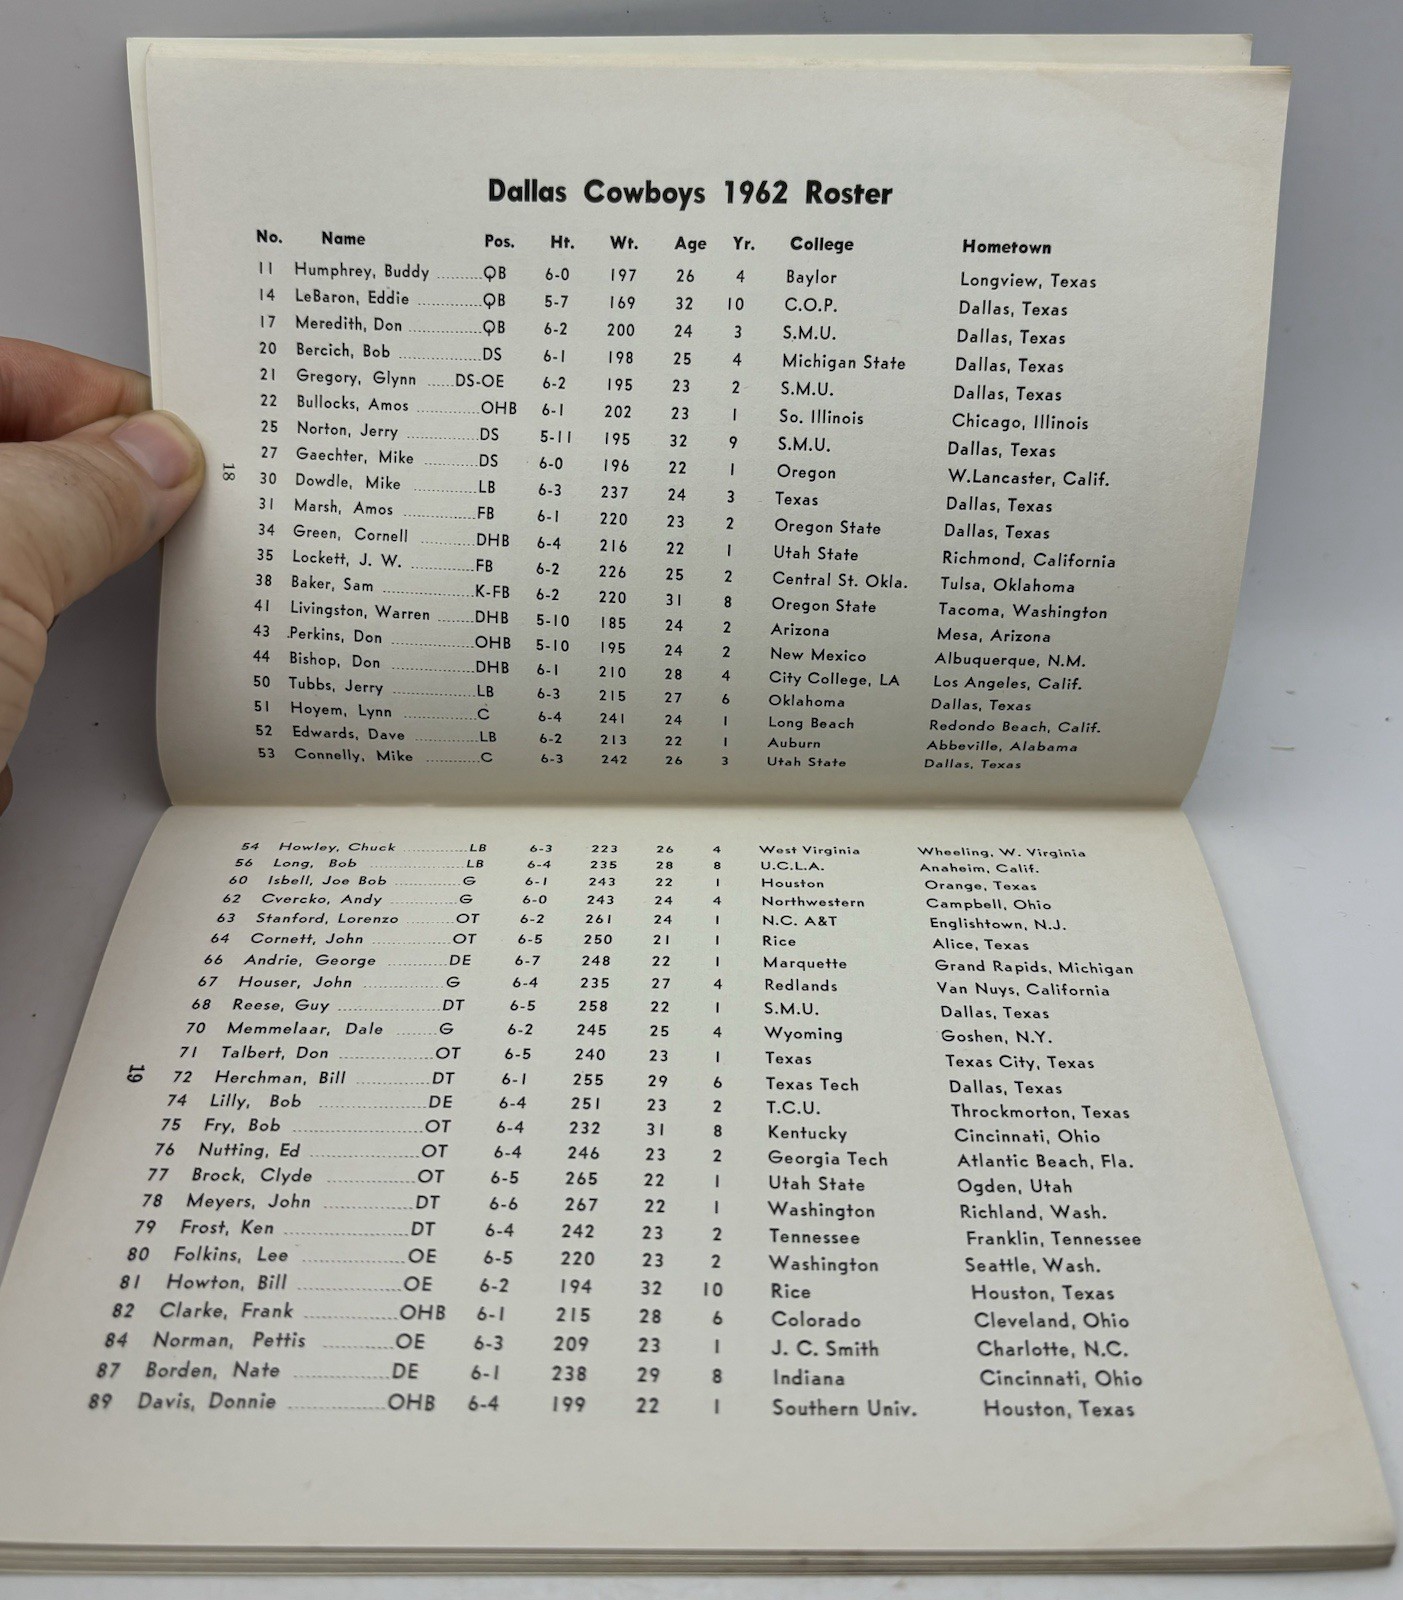 Dallas Cowboys 1962 Roster
No. Name Pos. Ht. Wt. Age Yr. College Hometown
11 Humphrey, Buddy ..........QB 6-0 197 26 4 Baylor Longview, Texas
14 LeBaron, Eddie ..............QB 5-7 169 32 10 C.O.P. Dallas, Texas
17 Meredith, Don ................QB 6-2 200 24 3 S.M.U. Dallas, Texas
20 Bercich, Bob ..................DS 6-1 198 25 4 Michigan State Dallas, Texas
21 Gregory, Glynn ......DS-OE 6-2 195 23 2 S.M.U. Dallas, Texas
22 Bullocks, Amos ..............OHB 6-1 202 23 1 So. Illinois Chicago, Illinois
25 Norton, Jerry ................DS 5-11 195 32 9 S.M.U. Dallas, Texas
27 Gaechter, Mike ............DS 6-0 196 22 1 Oregon W.Lancaster, Calif.
30 Dowdle, Mike ..............LB 6-3 237 24 3 Texas Dallas, Texas
31 Marsh, Amos ................FB 6-1 220 23 2 Oregon State Dallas, Texas
34 Green, Cornell ............DHB 6-4 216 22 1 Utah State Richmond, California
35 Lockett, J. W. ..............FB 6-2 226 25 2 Central St. Okla. Tulsa, Oklahoma
38 Baker, Sam ..................K-FB 6-2 220 31 8 Oregon State Tacoma, Washington
41 Livingston, Warren ........DHB 5-10 185 24 2 Arizona Mesa, Arizona
43 Perkins, Don ................OHB 5-10 195 24 2 New Mexico Albuquerque, N.M.
44 Bishop, Don ..................DHB 6-1 210 28 4 City College, LA Los Angeles, Calif.
50 Tubbs, Jerry ..................LB 6-3 215 27 6 Oklahoma Dallas, Texas
51 Hoyem, Lynn ................C 6-4 241 24 1 Long Beach Redondo Beach, Calif.
52 Edwards, Dave ..............LB 6-2 213 22 1 Auburn Abbeville, Alabama
53 Connelly, Mike ............C 6-3 242 26 3 Utah State Dallas, Texas
18
54 Howley, Chuck ..............LB 6-3 223 26 4 West Virginia Wheeling, W. Virginia
56 Long, Bob ....................LB 6-4 235 28 8 U.C.L.A. Anaheim, Calif.
60 Isbell, Joe Bob ..............G 6-1 243 22 1 Houston Orange, Texas
62 Cvercko, Andy ..............G 6-0 243 24 4 Northwestern Campbell, Ohio
63 Stanford, Lorenzo ..........OT 6-2 261 24 1 N.C. A&T Englishtown, N.J.
64 Cornett, John ................OT 6-5 250 21 1 Rice Alice, Texas
66 Andrie, George ............DE 6-7 248 22 1 Marquette Grand Rapids, Michigan
67 Houser, John ................G 6-4 235 27 4 Redlands Van Nuys, California
68 Reese, Guy ..................DT 6-5 258 22 1 S.M.U. Dallas, Texas
70 Memmelaar, Dale ........G 6-2 245 25 4 Wyoming Goshen, N.Y.
71 Talbert, Don ................OT 6-5 240 23 1 Texas Texas City, Texas
72 Herchman, Bill ............DT 6-1 255 29 6 Texas Tech Dallas, Texas
74 Lilly, Bob ....................DE 6-4 251 23 2 T.C.U. Throckmorton, Texas
75 Fry, Bob ......................OT 6-4 232 31 8 Kentucky Cincinnati, Ohio
76 Nutting, Ed ..................OT 6-4 246 23 2 Georgia Tech Atlantic Beach, Fla.
77 Brock, Clyde ................OT 6-5 265 22 1 Utah State Ogden, Utah
78 Meyers, John ................DT 6-6 267 22 1 Washington Richland, Wash.
79 Frost, Ken ....................DT 6-4 242 23 2 Tennessee Franklin, Tennessee
80 Folkins, Lee ..................OE 6-5 220 23 2 Washington Seattle, Wash.
81 Howton, Bill ..................OE 6-2 194 32 10 Rice Houston, Texas
82 Clarke, Frank ................OHB 6-1 215 28 6 Colorado Cleveland, Ohio
84 Norman, Pettis ............OE 6-3 209 23 1 J. C. Smith Charlotte, N.C.
87 Borden, Nate ................DE 6-1 238 29 8 Indiana Cincinnati, Ohio
89 Davis, Donnie ................OHB 6-4 199 22 1 Southern Univ. Houston, Texas
19